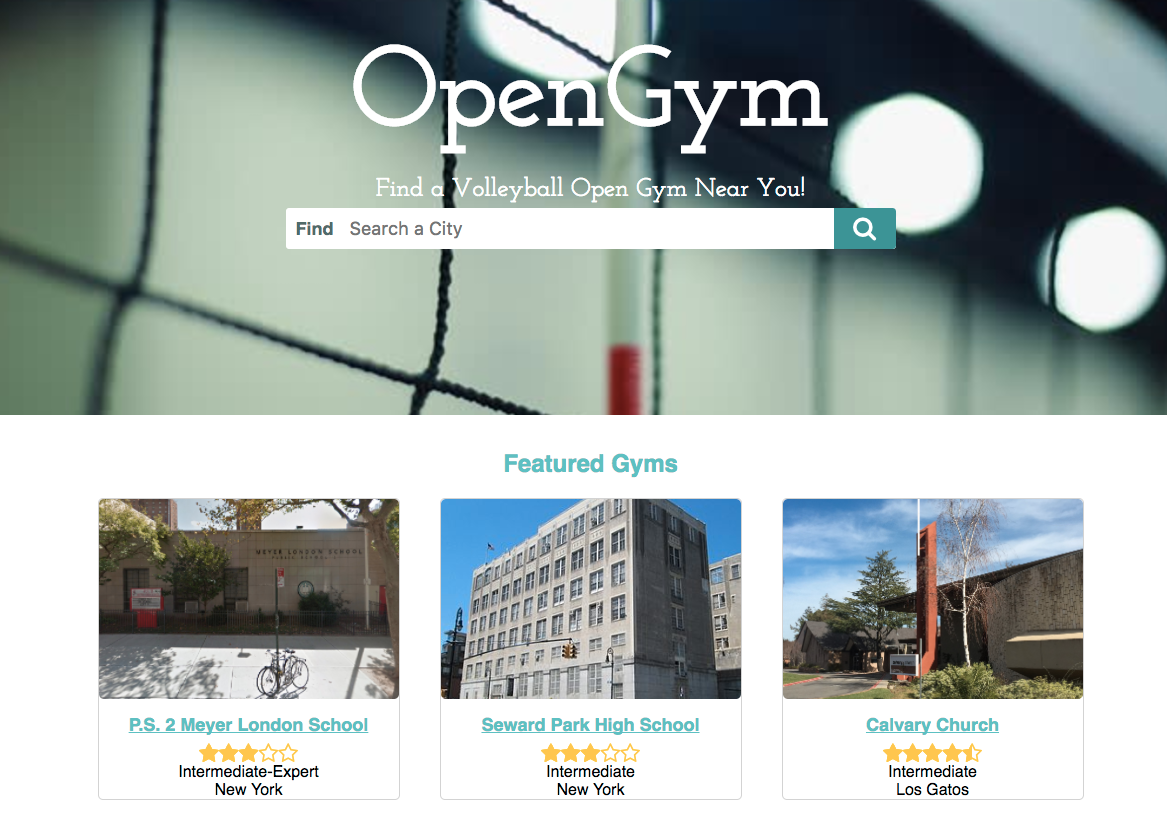 OpenGym
Find a Volleyball Open Gym Near You!
Find Search a City
Featured Gyms
MEYER LONDON SCHOOL
P.S. 2 Meyer London School
Seward Park High School
Calvary Church
Intermediate-Expert
Intermediate
Intermediate
New York
New York
Los Gatos